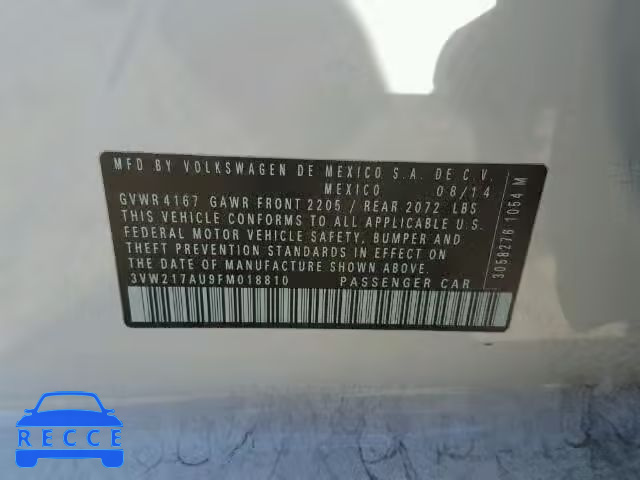 MFD BY VOLKSWAGEN DE MEXICO S.A. DE C.V.
MEXICO 08/14
GVWR 4167 GAWR FRONT 2205 / REAR 2072 LBS
THIS VEHICLE CONFORMS TO ALL APPLICABLE U.S.
FEDERAL MOTOR VEHICLE SAFETY, BUMPER AND
THEFT PREVENTION STANDARDS IN EFFECT ON
THE DATE OF MANUFACTURE SHOWN ABOVE.
3VW217AU9FM018810 PASSENGER CAR
3058276 1054 M
RECCE